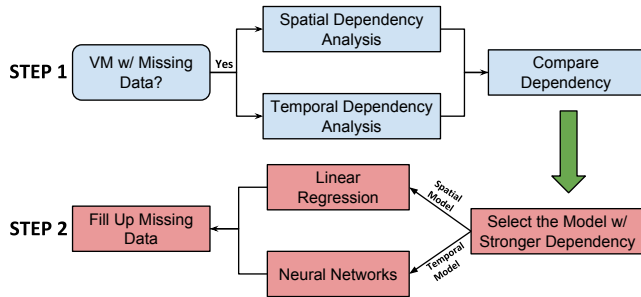 STEP 1
VM w/ Missing
Data?
Yes
Spatial Dependency
Analysis
Temporal Dependency
Analysis
Compare
Dependency
STEP 2
Fill Up Missing
Data
Linear
Regression
Neural Networks
Spatial
Model
Temporal
Model
Select the Model w/
Stronger Dependency